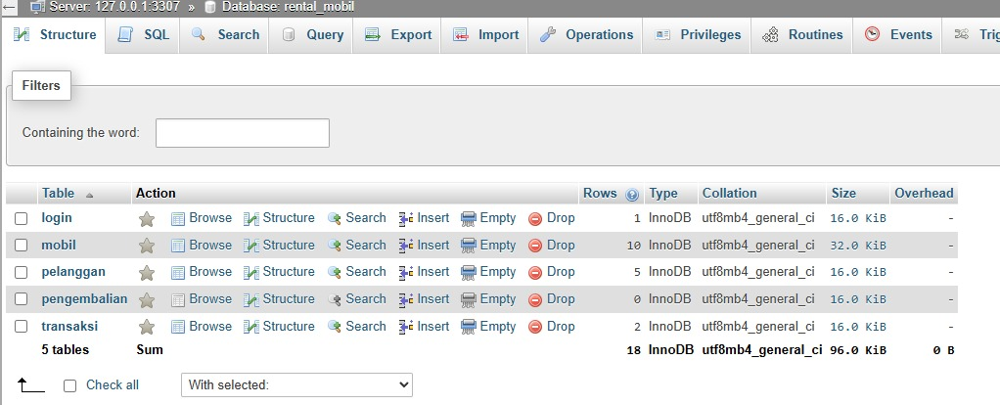 Server: 127.0.0.1:3307 » Database: rental_mobil
Structure SQL Search Query Export Import Operations Privileges Routines Events Trig
Filters
Containing the word:
Table Action Rows Type Collation Size Overhead
login Browse Structure Search Insert Empty Drop 1 InnoDB utf8mb4_general_ci 16.0 KiB -
mobil Browse Structure Search Insert Empty Drop 10 InnoDB utf8mb4_general_ci 32.0 KiB -
pelanggan Browse Structure Search Insert Empty Drop 5 InnoDB utf8mb4_general_ci 16.0 KiB -
pengembalian Browse Structure Search Insert Empty Drop 0 InnoDB utf8mb4_general_ci 16.0 KiB -
transaksi Browse Structure Search Insert Empty Drop 2 InnoDB utf8mb4_general_ci 16.0 KiB -
5 tables Sum 18 InnoDB utf8mb4_general_ci 96.0 KiB 0 B
Check all With selected: